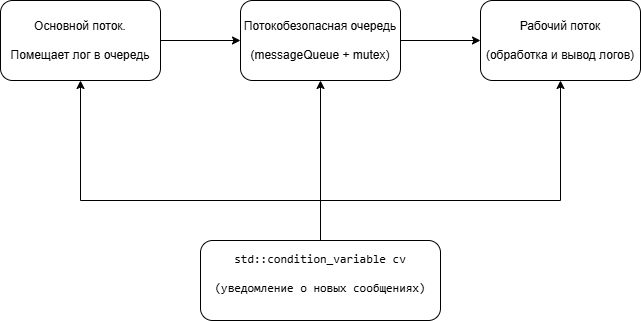 Основной поток.
Помещает лог в очередь
Потокобезопасная очередь
(messageQueue + mutex)
Рабочий поток
(обработка и вывод логов)
std::condition_variable cv
(уведомление о новых сообщениях)